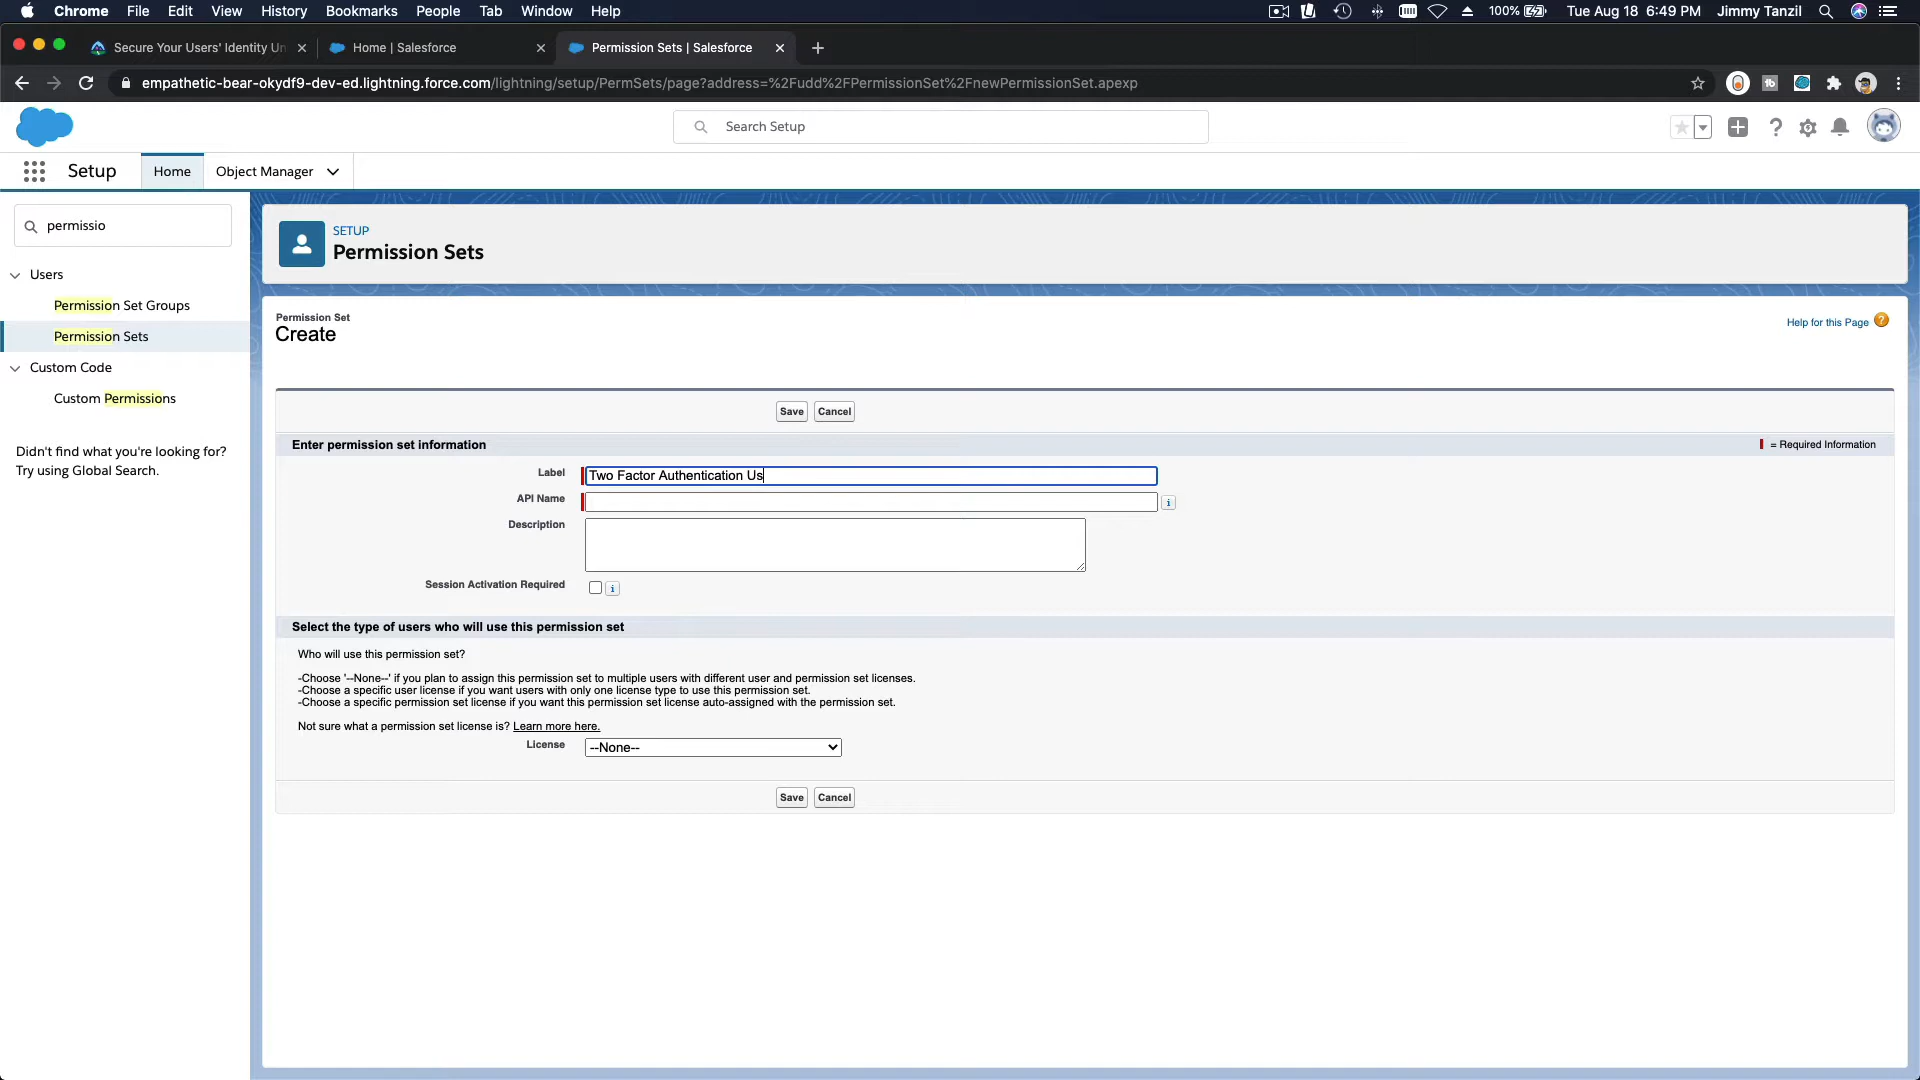 Chrome File Edit View History Bookmarks People Tab Window Help 100% Tue Aug 18 6:49 PM Jimmy Tanzil
Secure Your Users' Identity Un
Home | Salesforce
Permission Sets | Salesforce
empathetic-bear-okydf9-dev-ed.lightning.force.com/lightning/setup/PermSets/page?address=%2Fudd%2FPermissionSet%2FnewPermissionSet.apexp
Search Setup
Setup Home Object Manager
permissio
Users
Permission Set Groups
Permission Sets
Custom Code
Custom Permissions
Didn't find what you're looking for?
Try using Global Search.
SETUP
Permission Sets
Permission Set
Create
Help for this Page ?
Save Cancel
Enter permission set information
= Required Information
Label Two Factor Authentication Us
API Name
Description
Session Activation Required
Select the type of users who will use this permission set
Who will use this permission set?
-Choose '--None--' if you plan to assign this permission set to multiple users with different user and permission set licenses.
-Choose a specific user license if you want users with only one license type to use this permission set.
-Choose a specific permission set license if you want this permission set license auto-assigned with the permission set.
Not sure what a permission set license is? Learn more here.
License --None--
Save Cancel